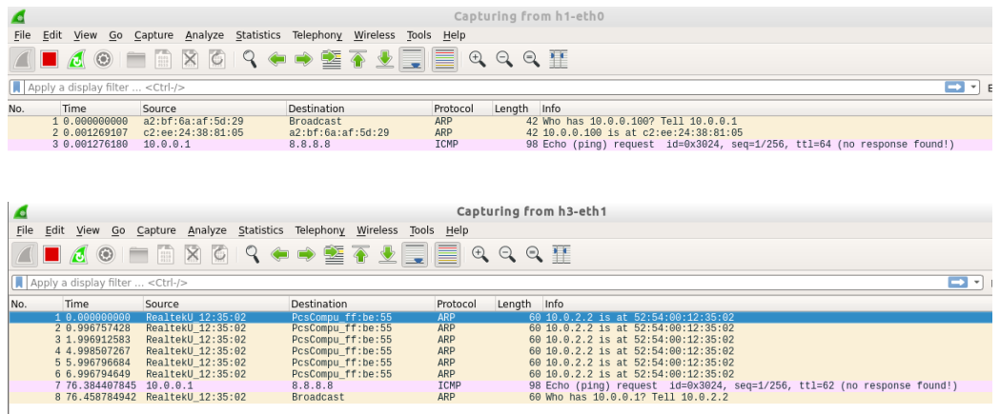 Capturing from h1-eth0
File Edit View Go Capture Analyze Statistics Telephony Wireless Tools Help
Apply a display filter ... <Ctrl-/>
No. Time Source Destination Protocol Length Info
1 0.000000000 a2:bf:6a:af:5d:29 Broadcast ARP 42 Who has 10.0.0.100? Tell 10.0.0.1
2 0.001269107 c2:ee:24:38:81:05 a2:bf:6a:af:5d:29 ARP 42 10.0.0.100 is at c2:ee:24:38:81:05
3 0.001276180 10.0.0.1 8.8.8.8 ICMP 98 Echo (ping) request id=0x3024, seq=1/256, ttl=64 (no response found!)
Capturing from h3-eth1
File Edit View Go Capture Analyze Statistics Telephony Wireless Tools Help
Apply a display filter ... <Ctrl-/>
No. Time Source Destination Protocol Length Info
1 0.000000000 RealtekU_12:35:02 PcsCompu_ff:be:55 ARP 60 10.0.2.2 is at 52:54:00:12:35:02
2 0.996757428 RealtekU_12:35:02 PcsCompu_ff:be:55 ARP 60 10.0.2.2 is at 52:54:00:12:35:02
3 1.996912583 RealtekU_12:35:02 PcsCompu_ff:be:55 ARP 60 10.0.2.2 is at 52:54:00:12:35:02
4 4.998507267 RealtekU_12:35:02 PcsCompu_ff:be:55 ARP 60 10.0.2.2 is at 52:54:00:12:35:02
5 5.996796684 RealtekU_12:35:02 PcsCompu_ff:be:55 ARP 60 10.0.2.2 is at 52:54:00:12:35:02
6 6.996794649 RealtekU_12:35:02 PcsCompu_ff:be:55 ARP 60 10.0.2.2 is at 52:54:00:12:35:02
7 76.384407845 10.0.0.1 8.8.8.8 ICMP 98 Echo (ping) request id=0x3024, seq=1/256, ttl=62 (no response found!)
8 76.458784942 RealtekU_12:35:02 Broadcast ARP 60 Who has 10.0.0.1? Tell 10.0.2.2